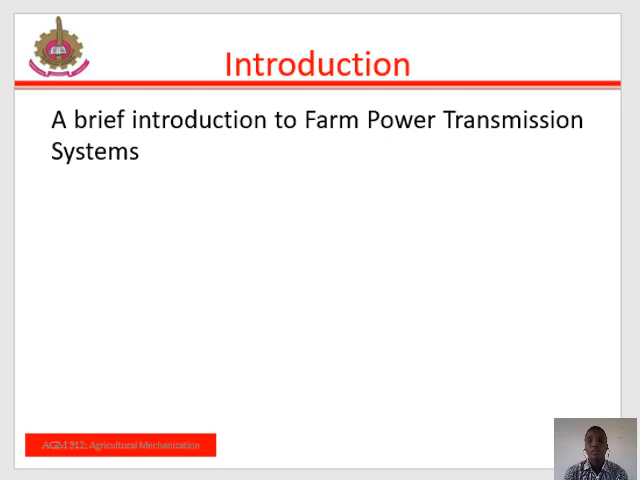 Introduction
A brief introduction to Farm Power Transmission
Systems
AGM 312: Agricultural Mechanization